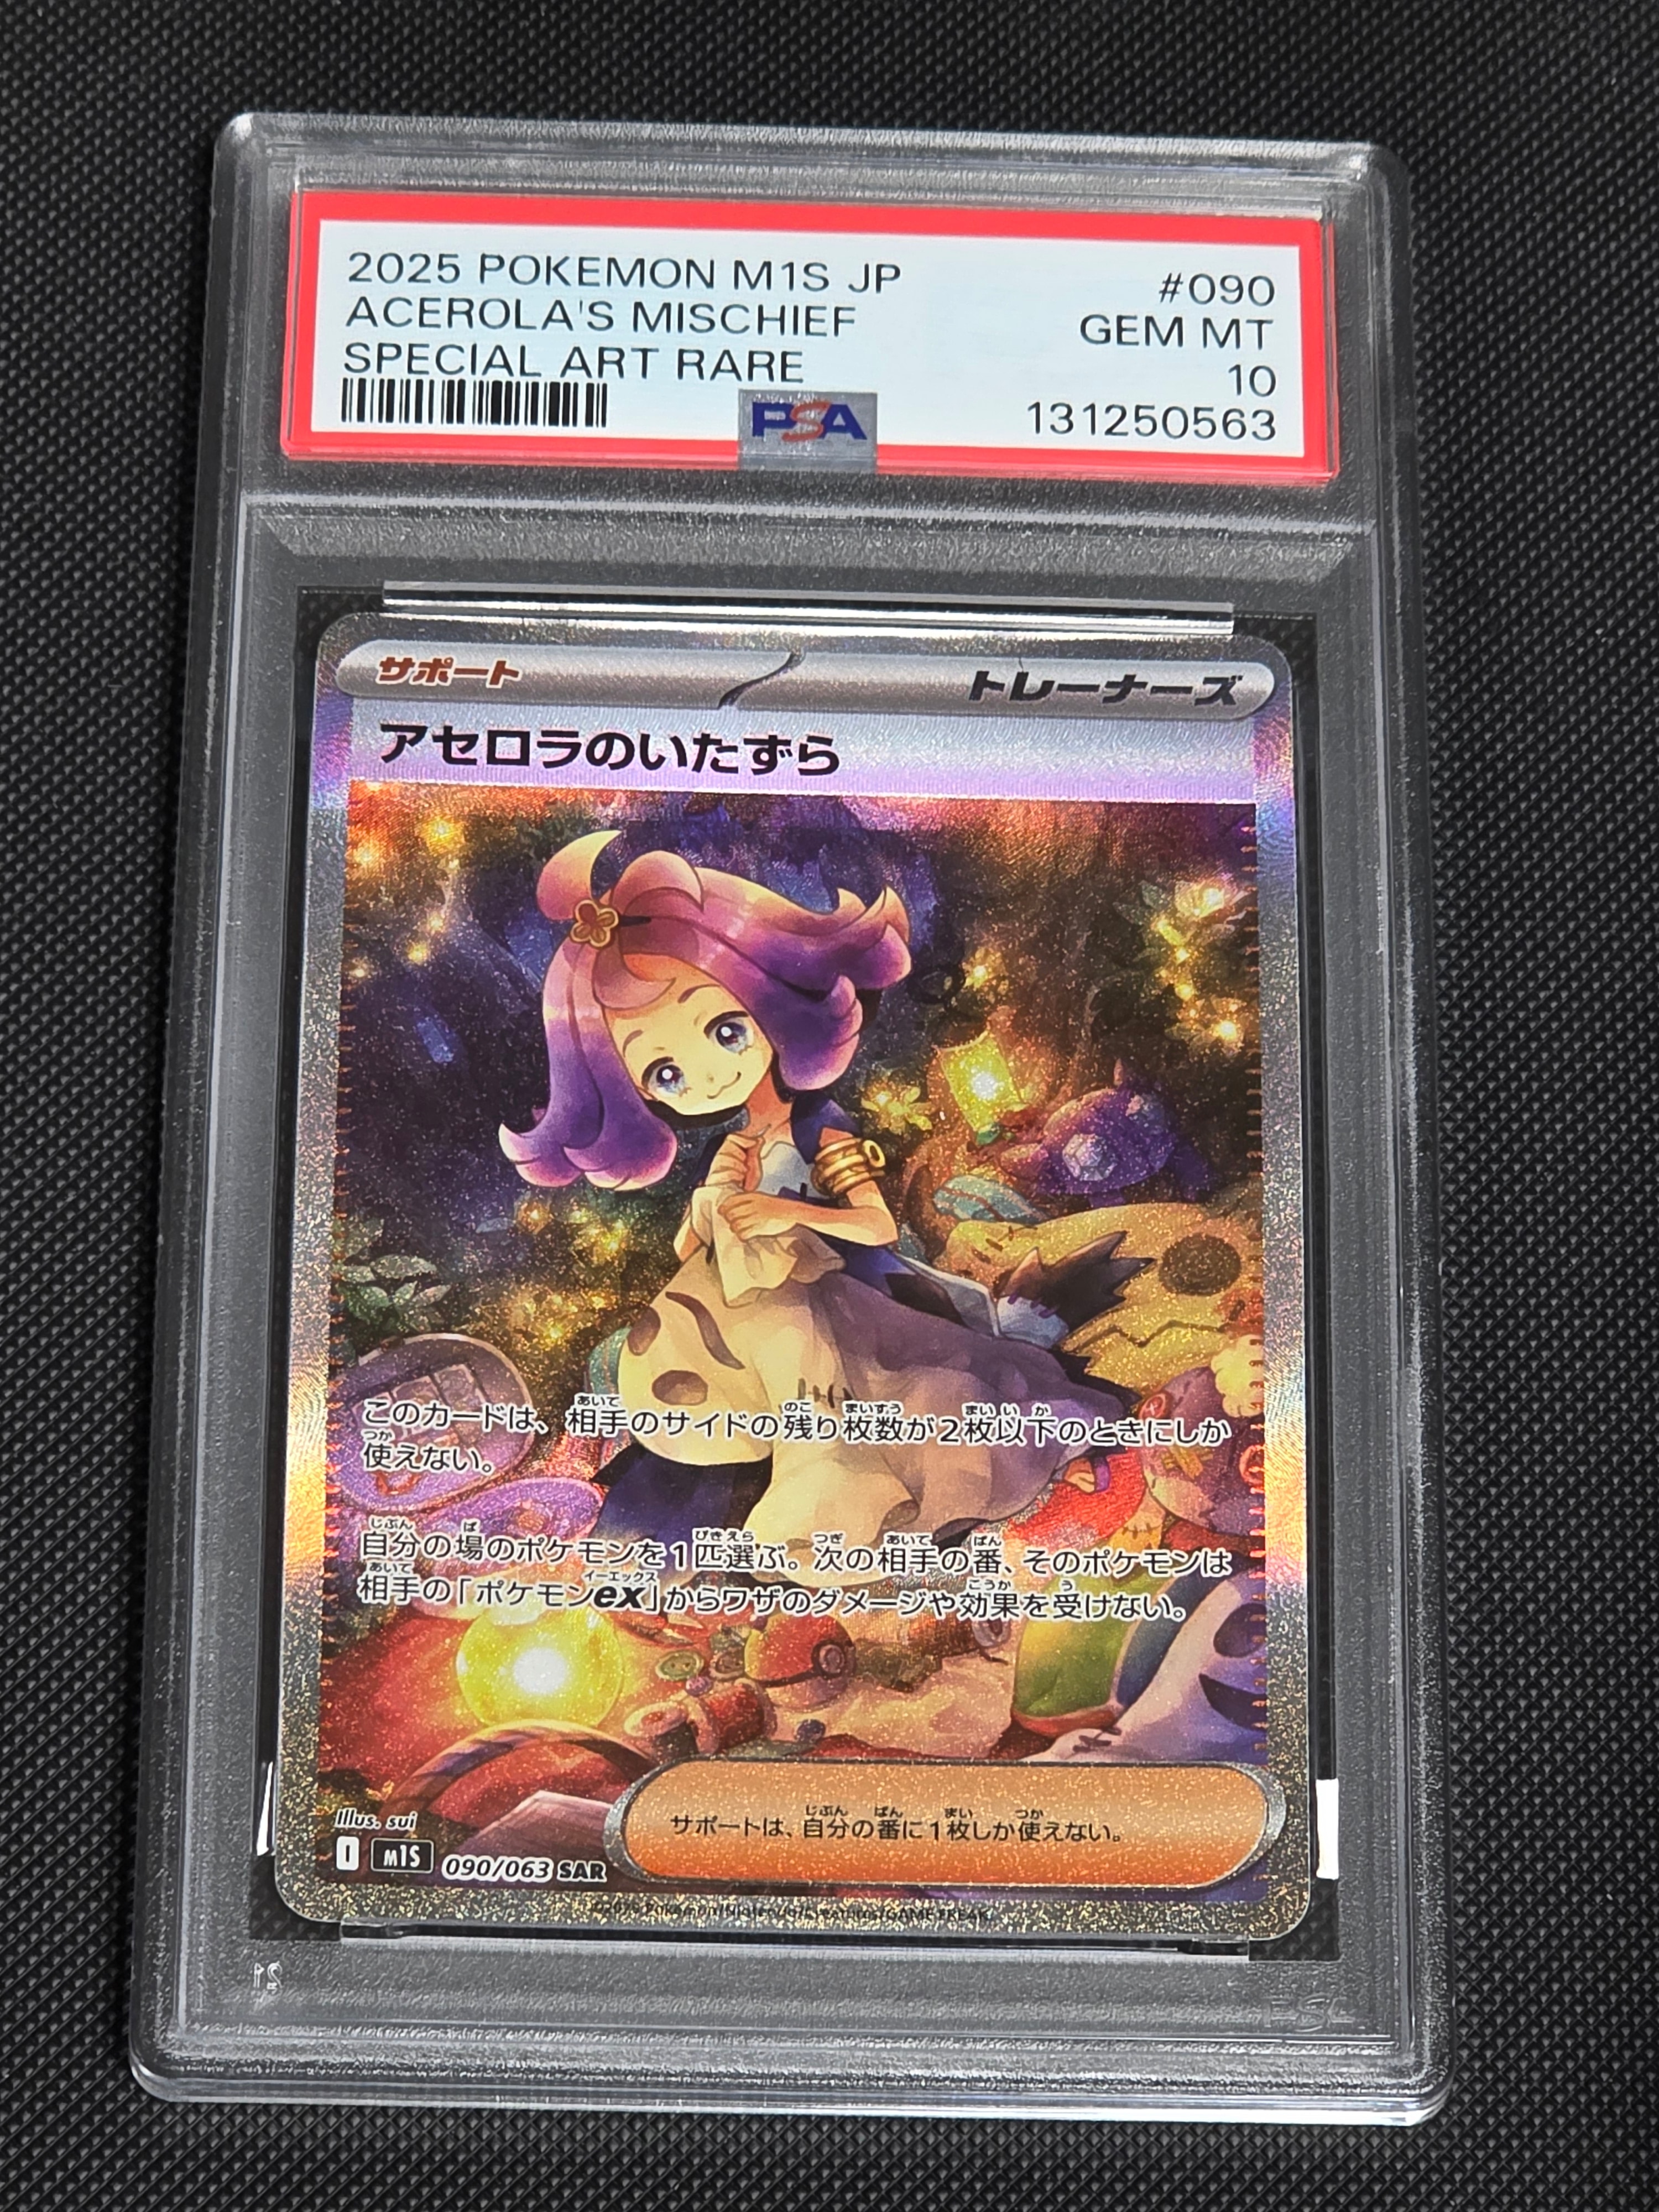 2025 POKEMON M1S JP #090
ACEROLA'S MISCHIEF GEM MT
SPECIAL ART RARE 10
PSA 131250563
サポート トレーナーズ
アセロラのいたずら
このカードは、相手のサイドの残り枚数が2枚以下のときにしか
使えない。
自分の場のポケモンを1匹選ぶ。次の相手の番、そのポケモンは
相手の「ポケモンex」からワザのダメージや効果を受けない。
サポートは、自分の番に1枚しか使えない。
Illus. sui
I m1S 090/063 SAR
©2025 Pokémon/Nintendo/Creatures/GAME FREAK.